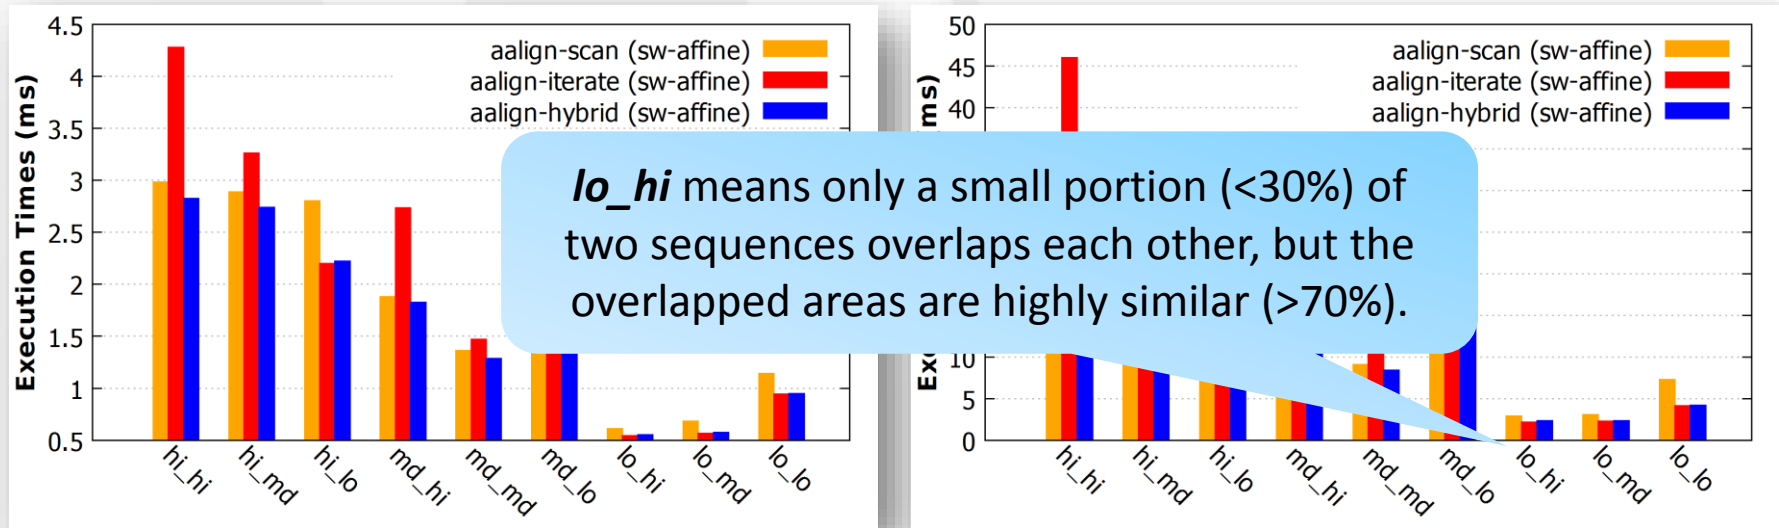 4.5
4
3.5
3
2.5
2
1.5
1
0.5
Execution Times (ms)
aalign-scan (sw-affine)
aalign-iterate (sw-affine)
aalign-hybrid (sw-affine)
hi_hi
hi_md
hi_lo
md_hi
md_md
md_lo
lo_hi
lo_md
lo_lo
50
45
40
10
5
0
ms)
aalign-scan (sw-affine)
aalign-iterate (sw-affine)
aalign-hybrid (sw-affine)
hi_hi
hi_md
hi_lo
md_hi
md_md
md_lo
lo_hi
lo_md
lo_lo
lo_hi means only a small portion (<30%) of
two sequences overlaps each other, but the
overlapped areas are highly similar (>70%).